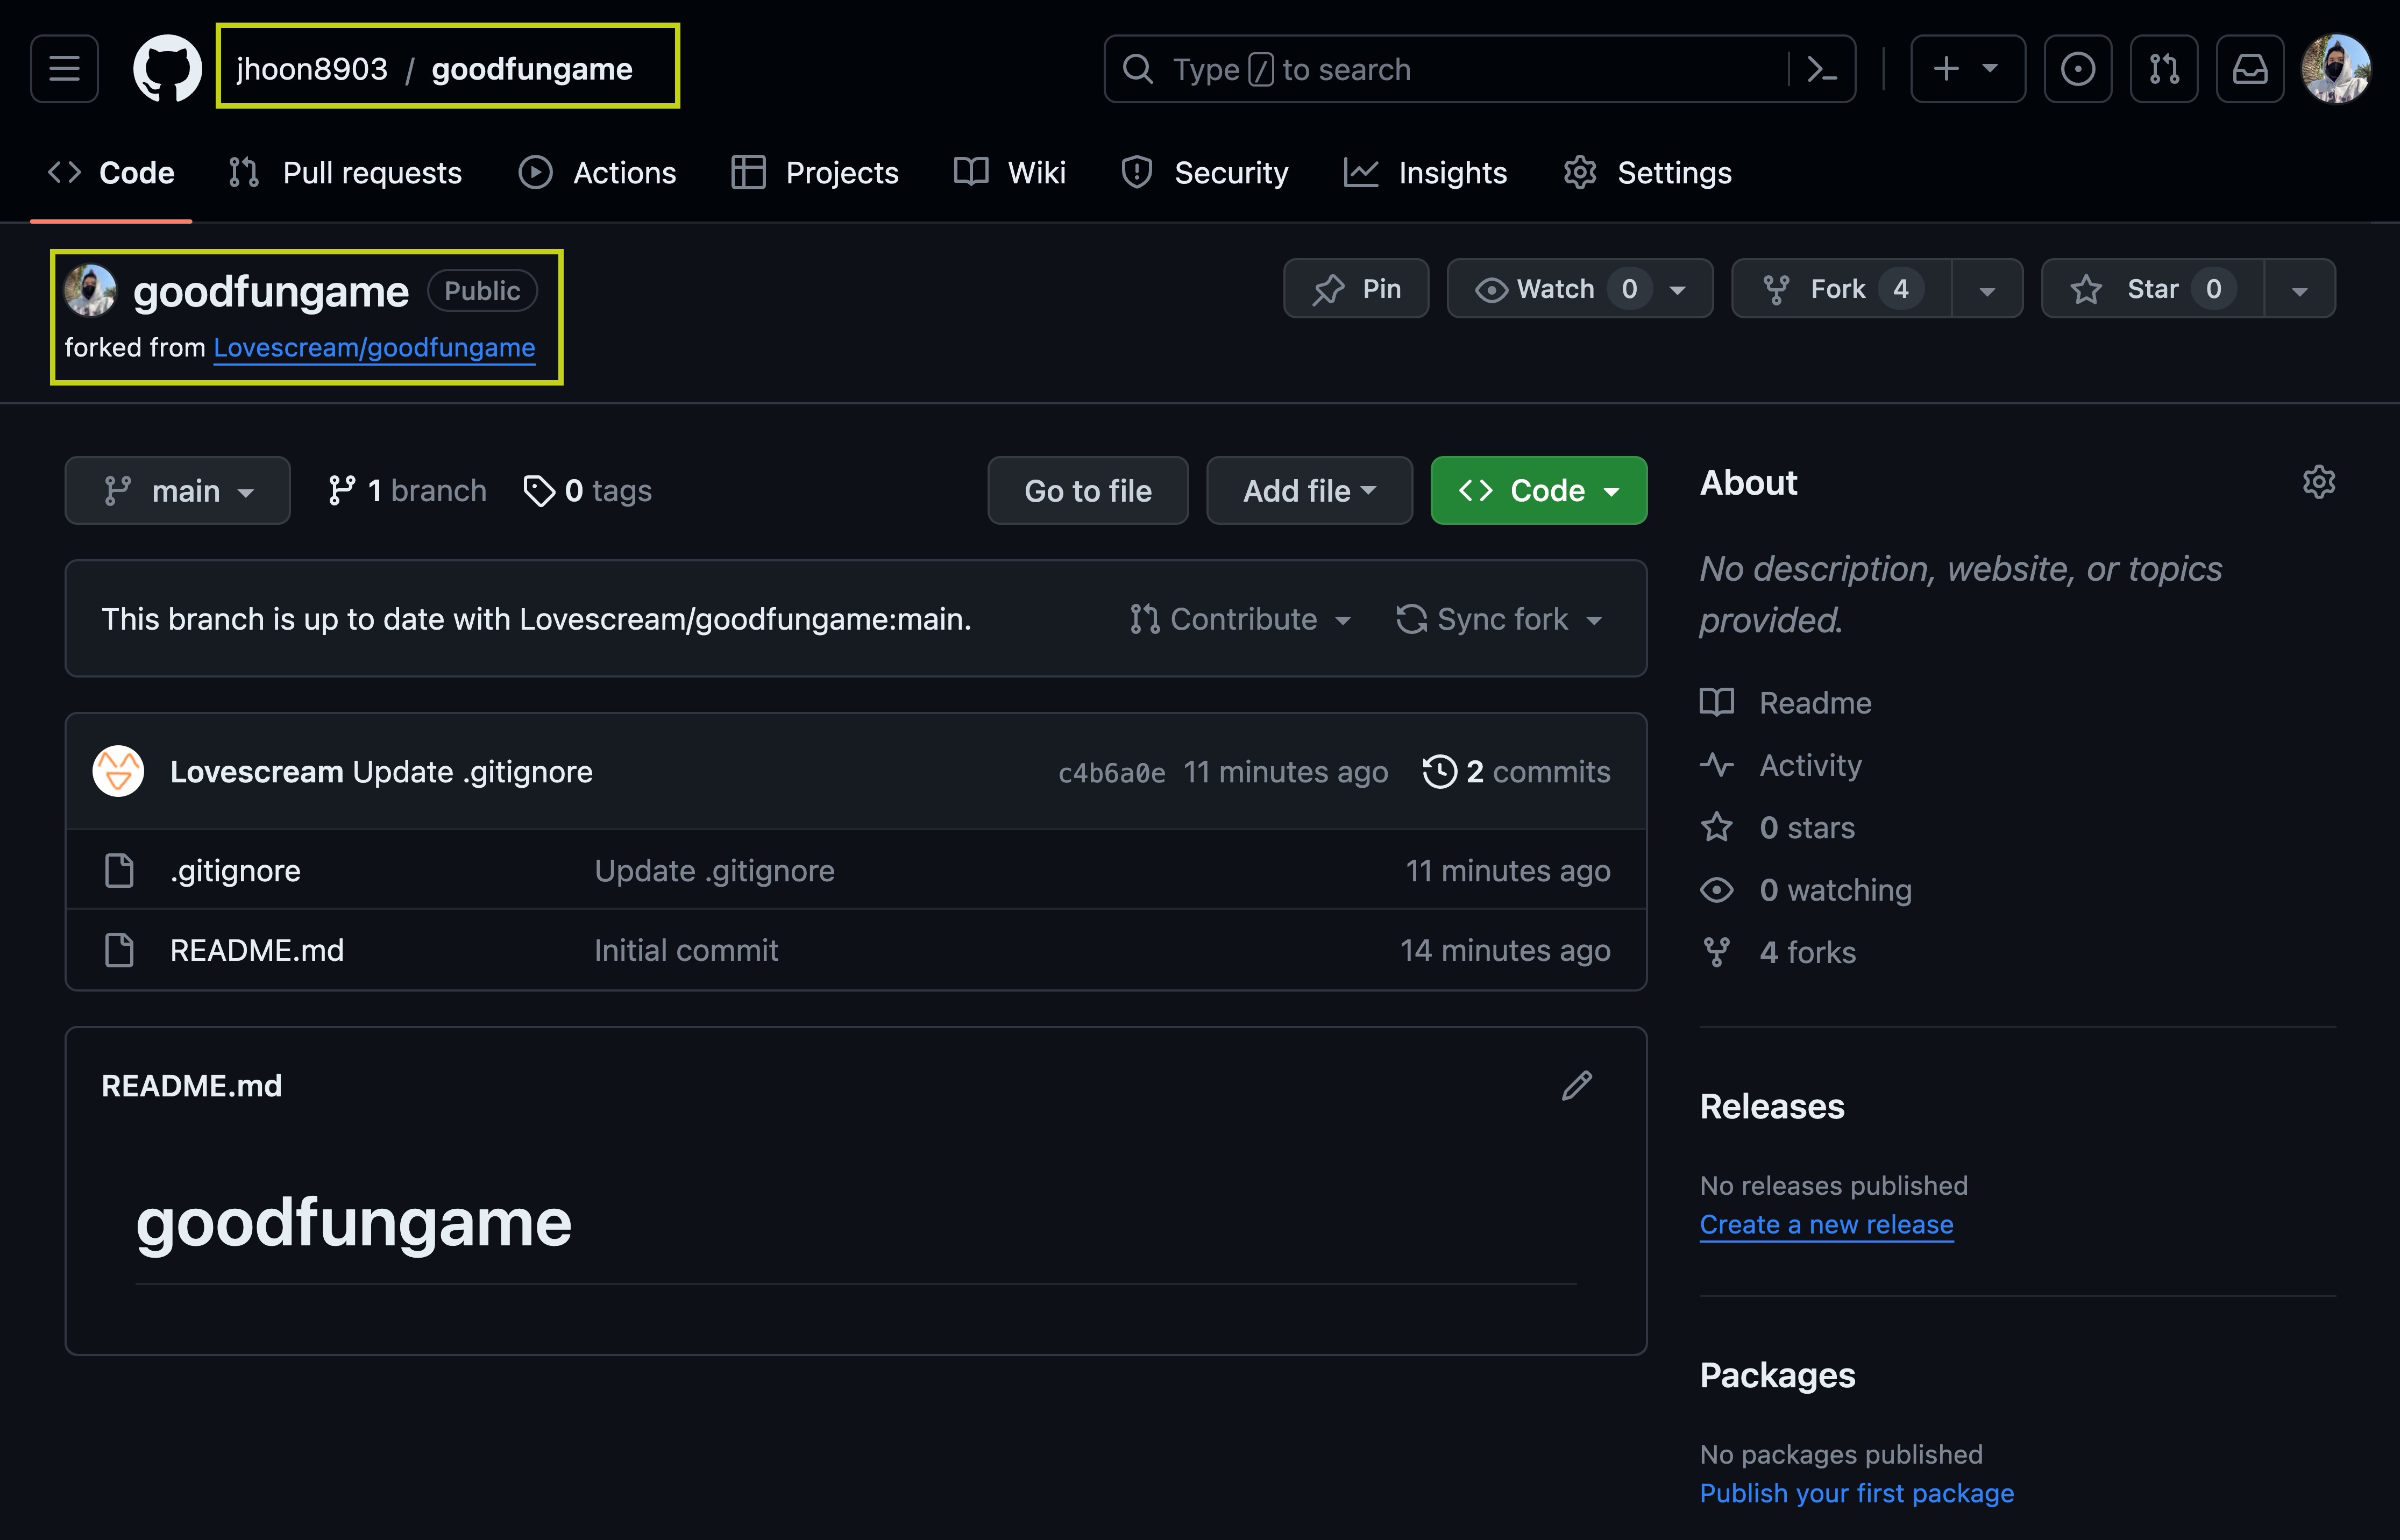 jhoon8903 / goodfungame
Type / to search
Code Pull requests Actions Projects Wiki Security Insights Settings
goodfungame Public
Pin Watch 0 Fork 4 Star 0
forked from Lovescream/goodfungame
main 1 branch 0 tags
Go to file Add file Code
This branch is up to date with Lovescream/goodfungame:main.
Contribute Sync fork
Lovescream Update .gitignore c4b6a0e 11 minutes ago 2 commits
.gitignore Update .gitignore 11 minutes ago
README.md Initial commit 14 minutes ago
README.md
goodfungame
About
No description, website, or topics
provided.
Readme
Activity
0 stars
0 watching
4 forks
Releases
No releases published
Create a new release
Packages
No packages published
Publish your first package